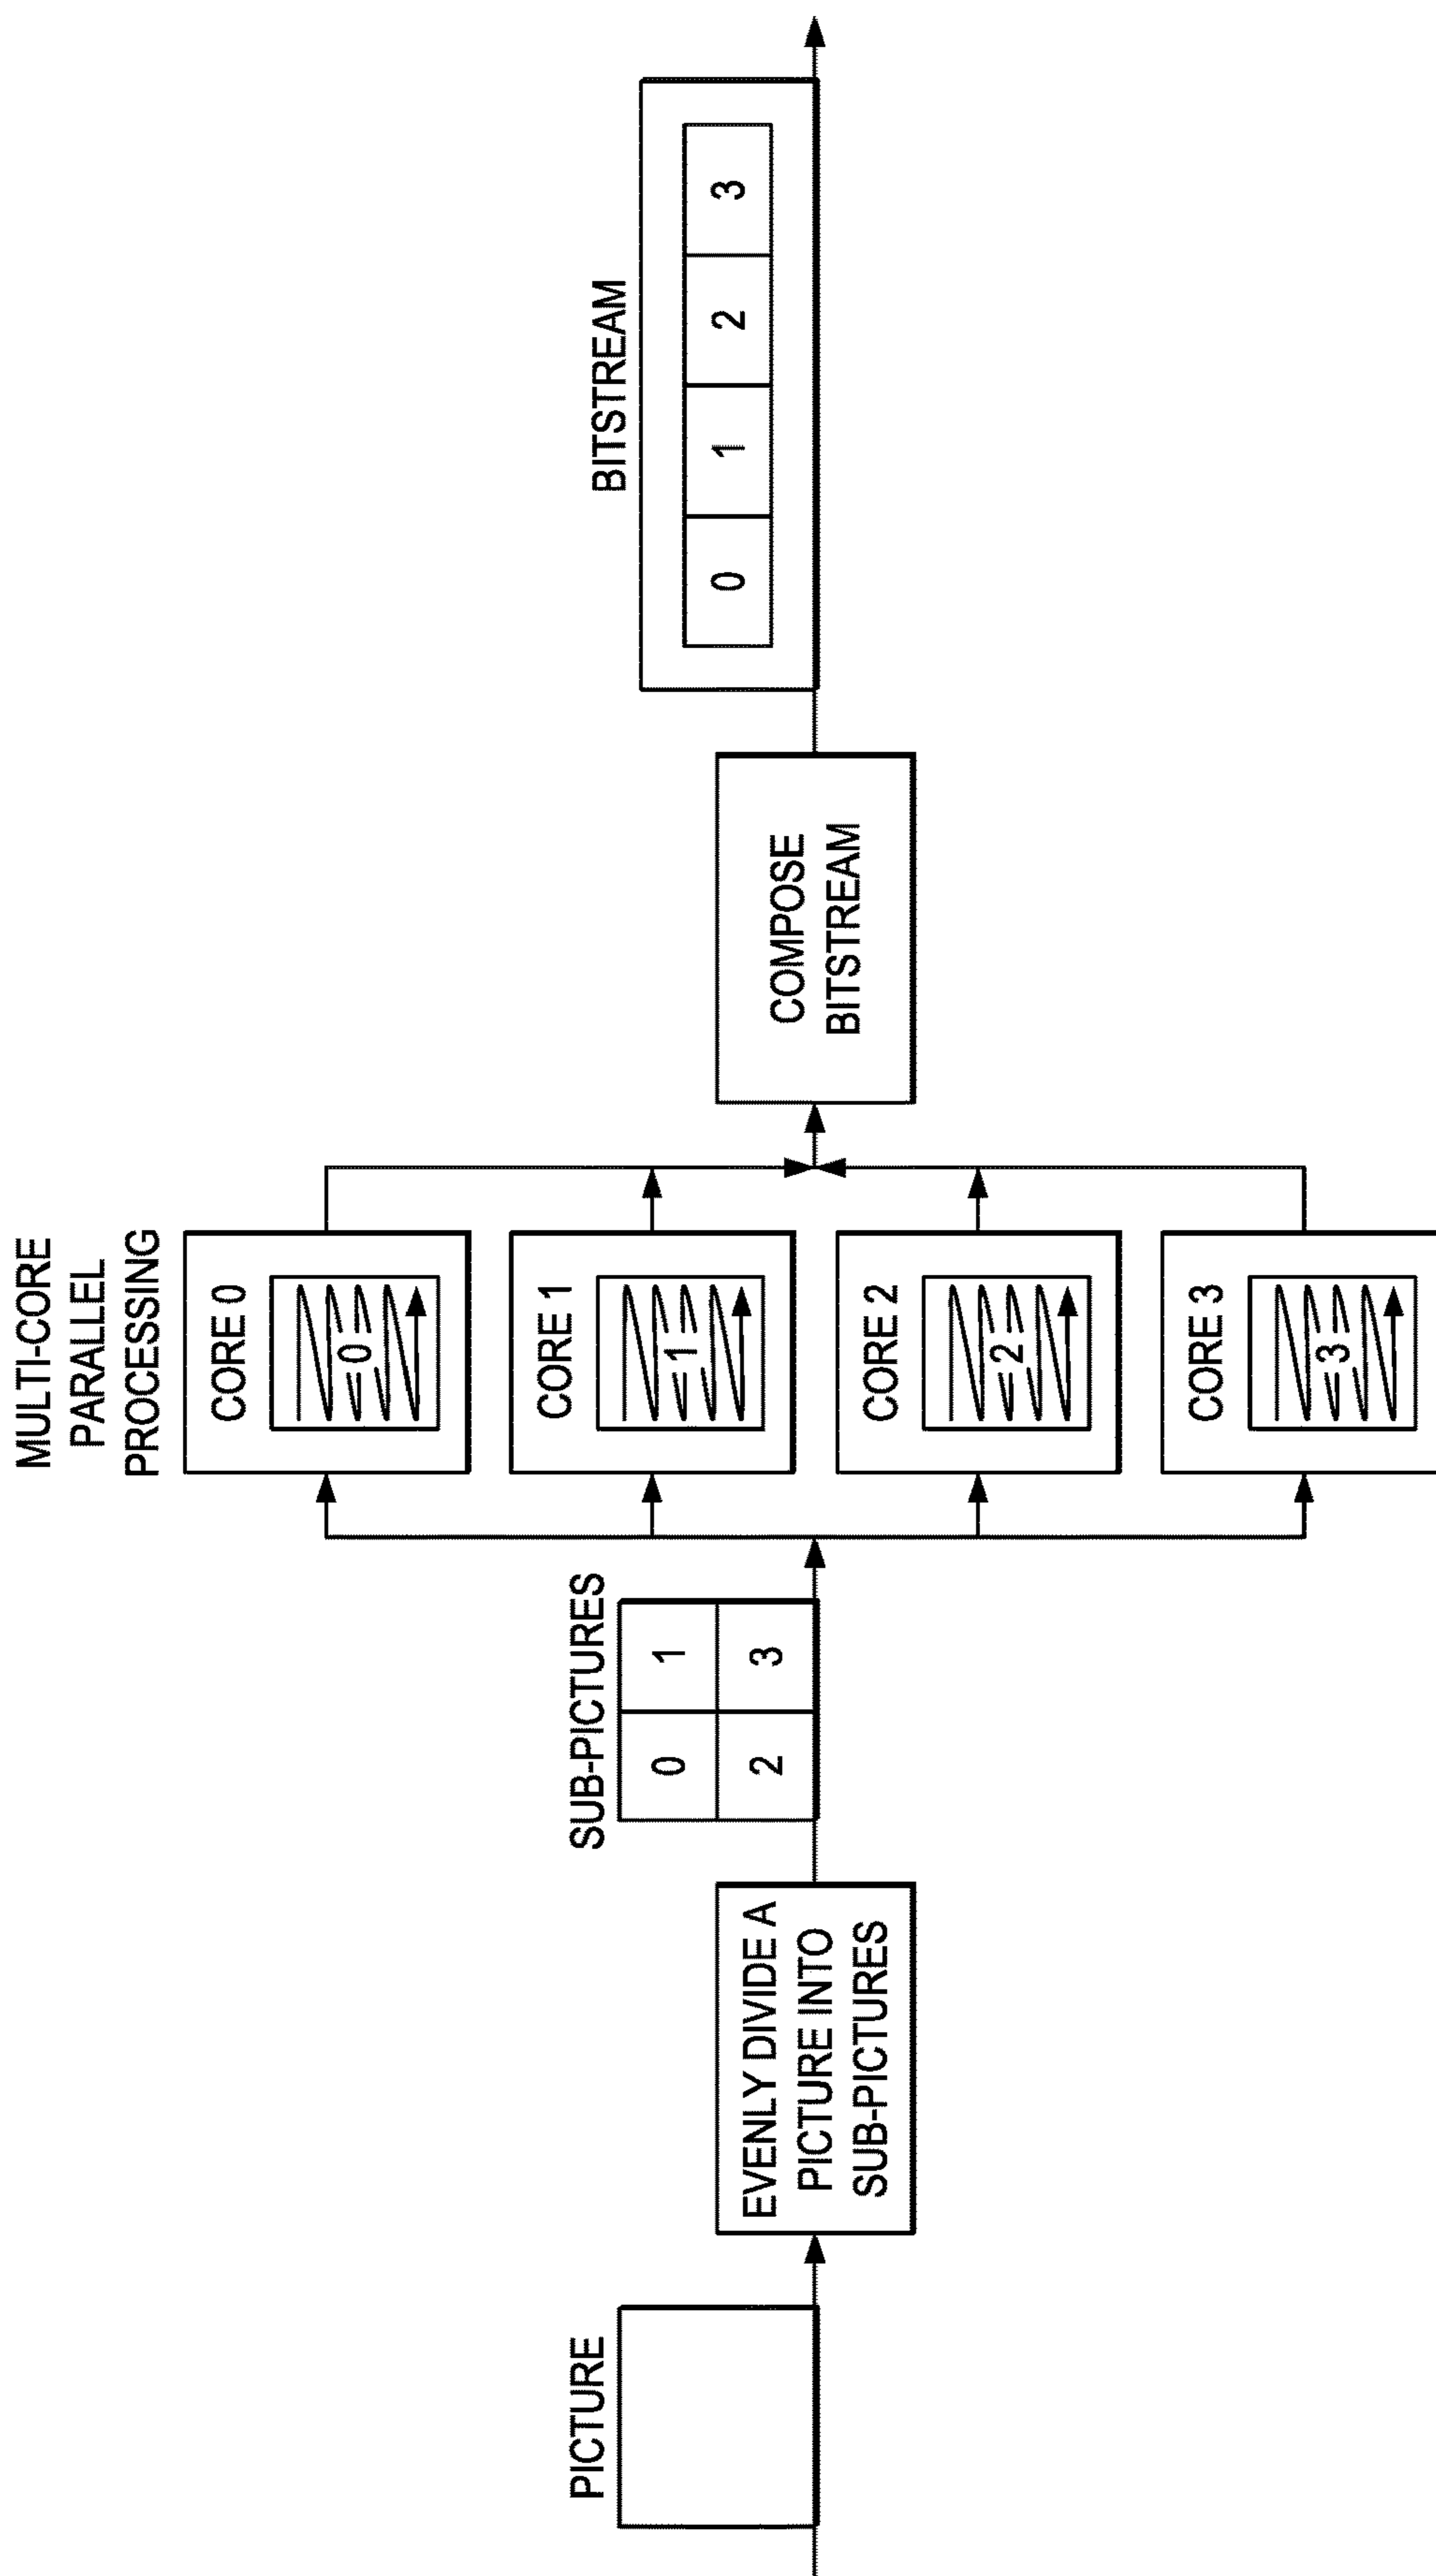 PICTURE
EVENLY DIVIDE A
PICTURE INTO
SUB-PICTURES
SUB-PICTURES
0 1
2 3
MULTI-CORE
PARALLEL
PROCESSING
CORE 0
0
CORE 1
1
CORE 2
2
CORE 3
3
COMPOSE
BITSTREAM
BITSTREAM
0 1 2 3